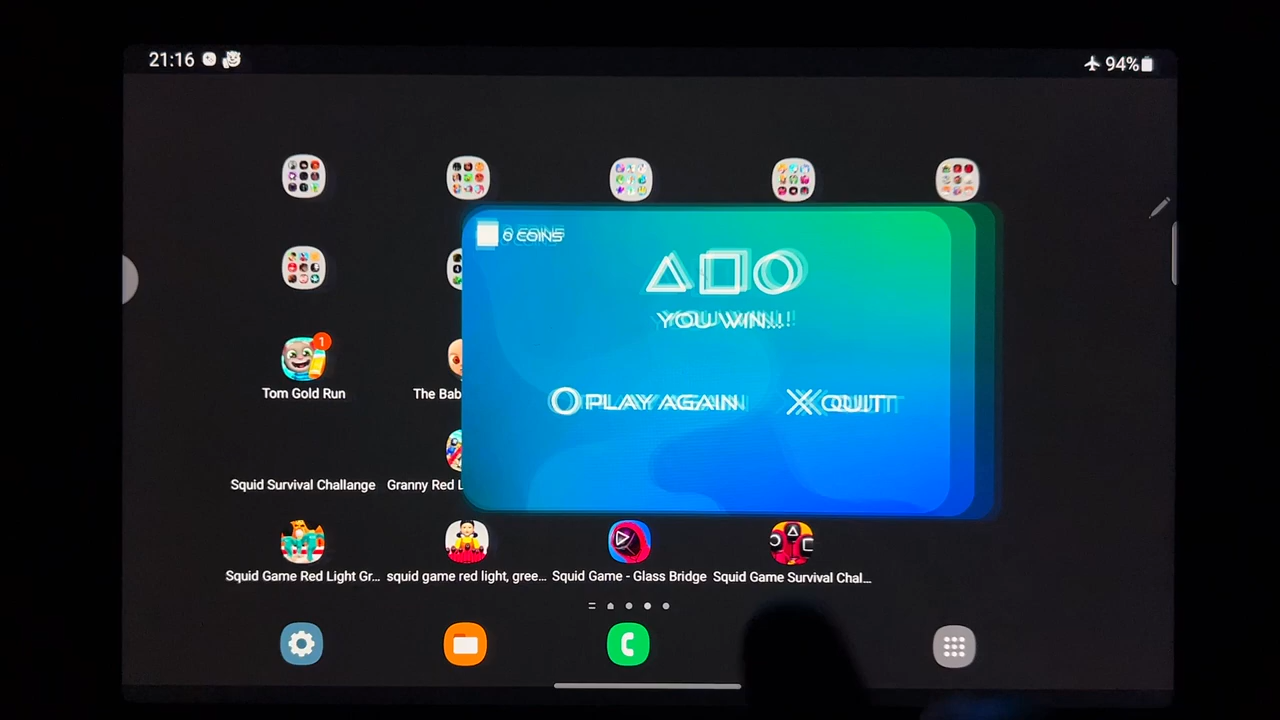 21:16
94%
0 COINS
YOU WIN...!
PLAY AGAIN
QUIT
1
Tom Gold Run
The Bab
Squid Survival Challange
Granny Red L
Squid Game Red Light Gr...
squid game red light, gree...
Squid Game - Glass Bridge
Squid Game Survival Chal...